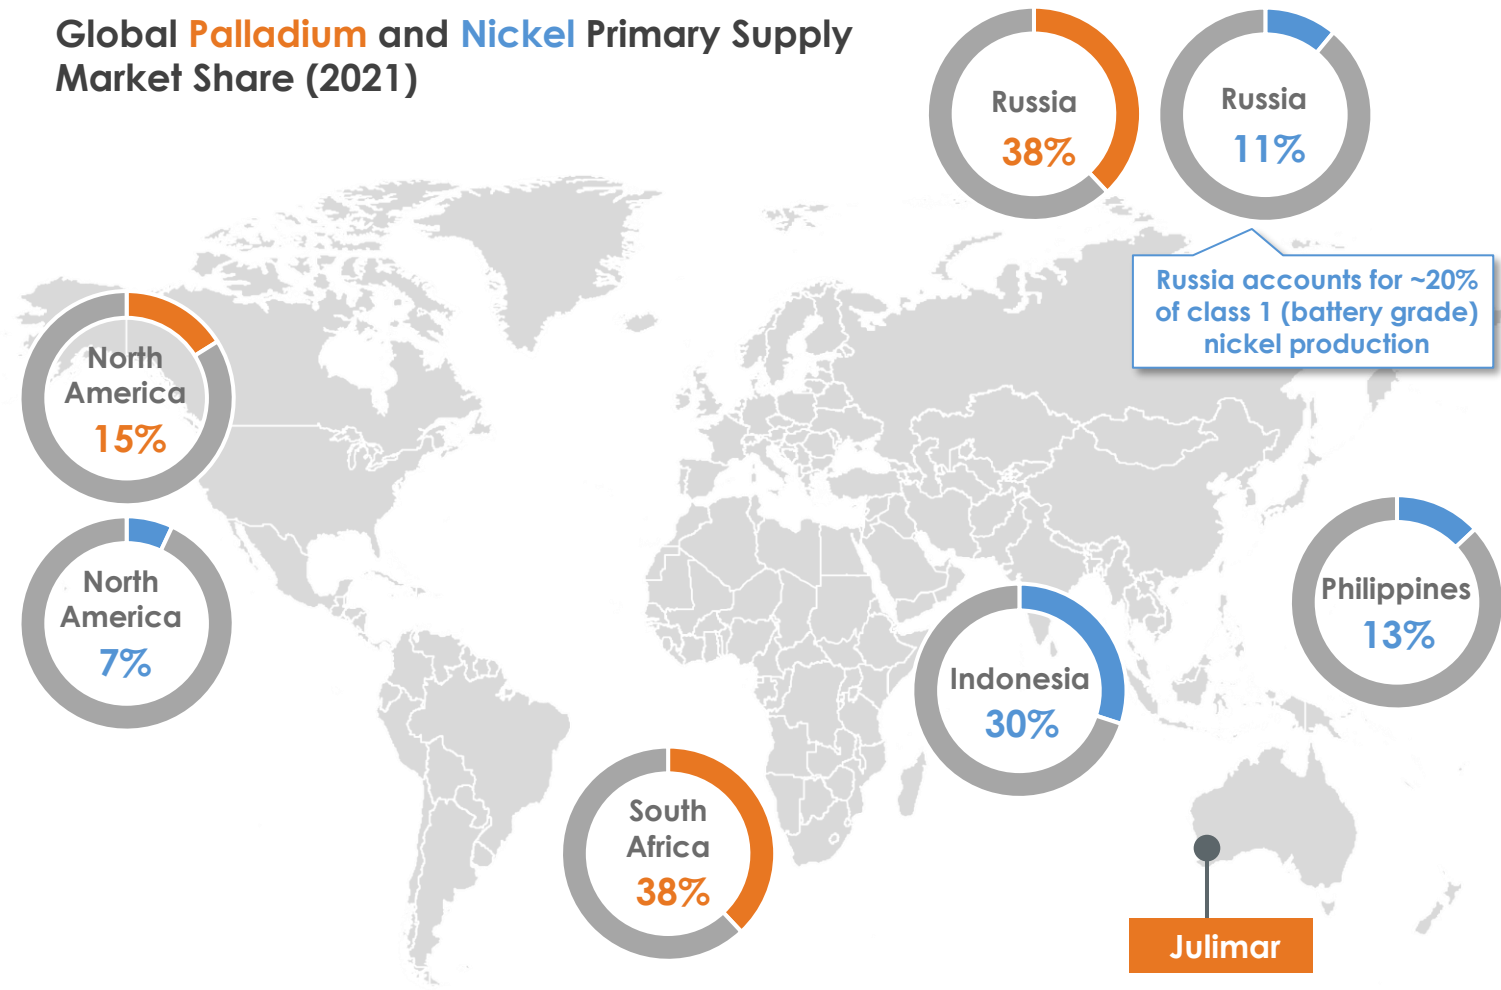 Global Palladium and Nickel Primary Supply
Market Share (2021)
Russia
38%
Russia
11%
Russia accounts for ~20%
of class 1 (battery grade)
nickel production
North
America
15%
North
America
7%
Philippines
13%
Indonesia
30%
South
Africa
38%
Julimar